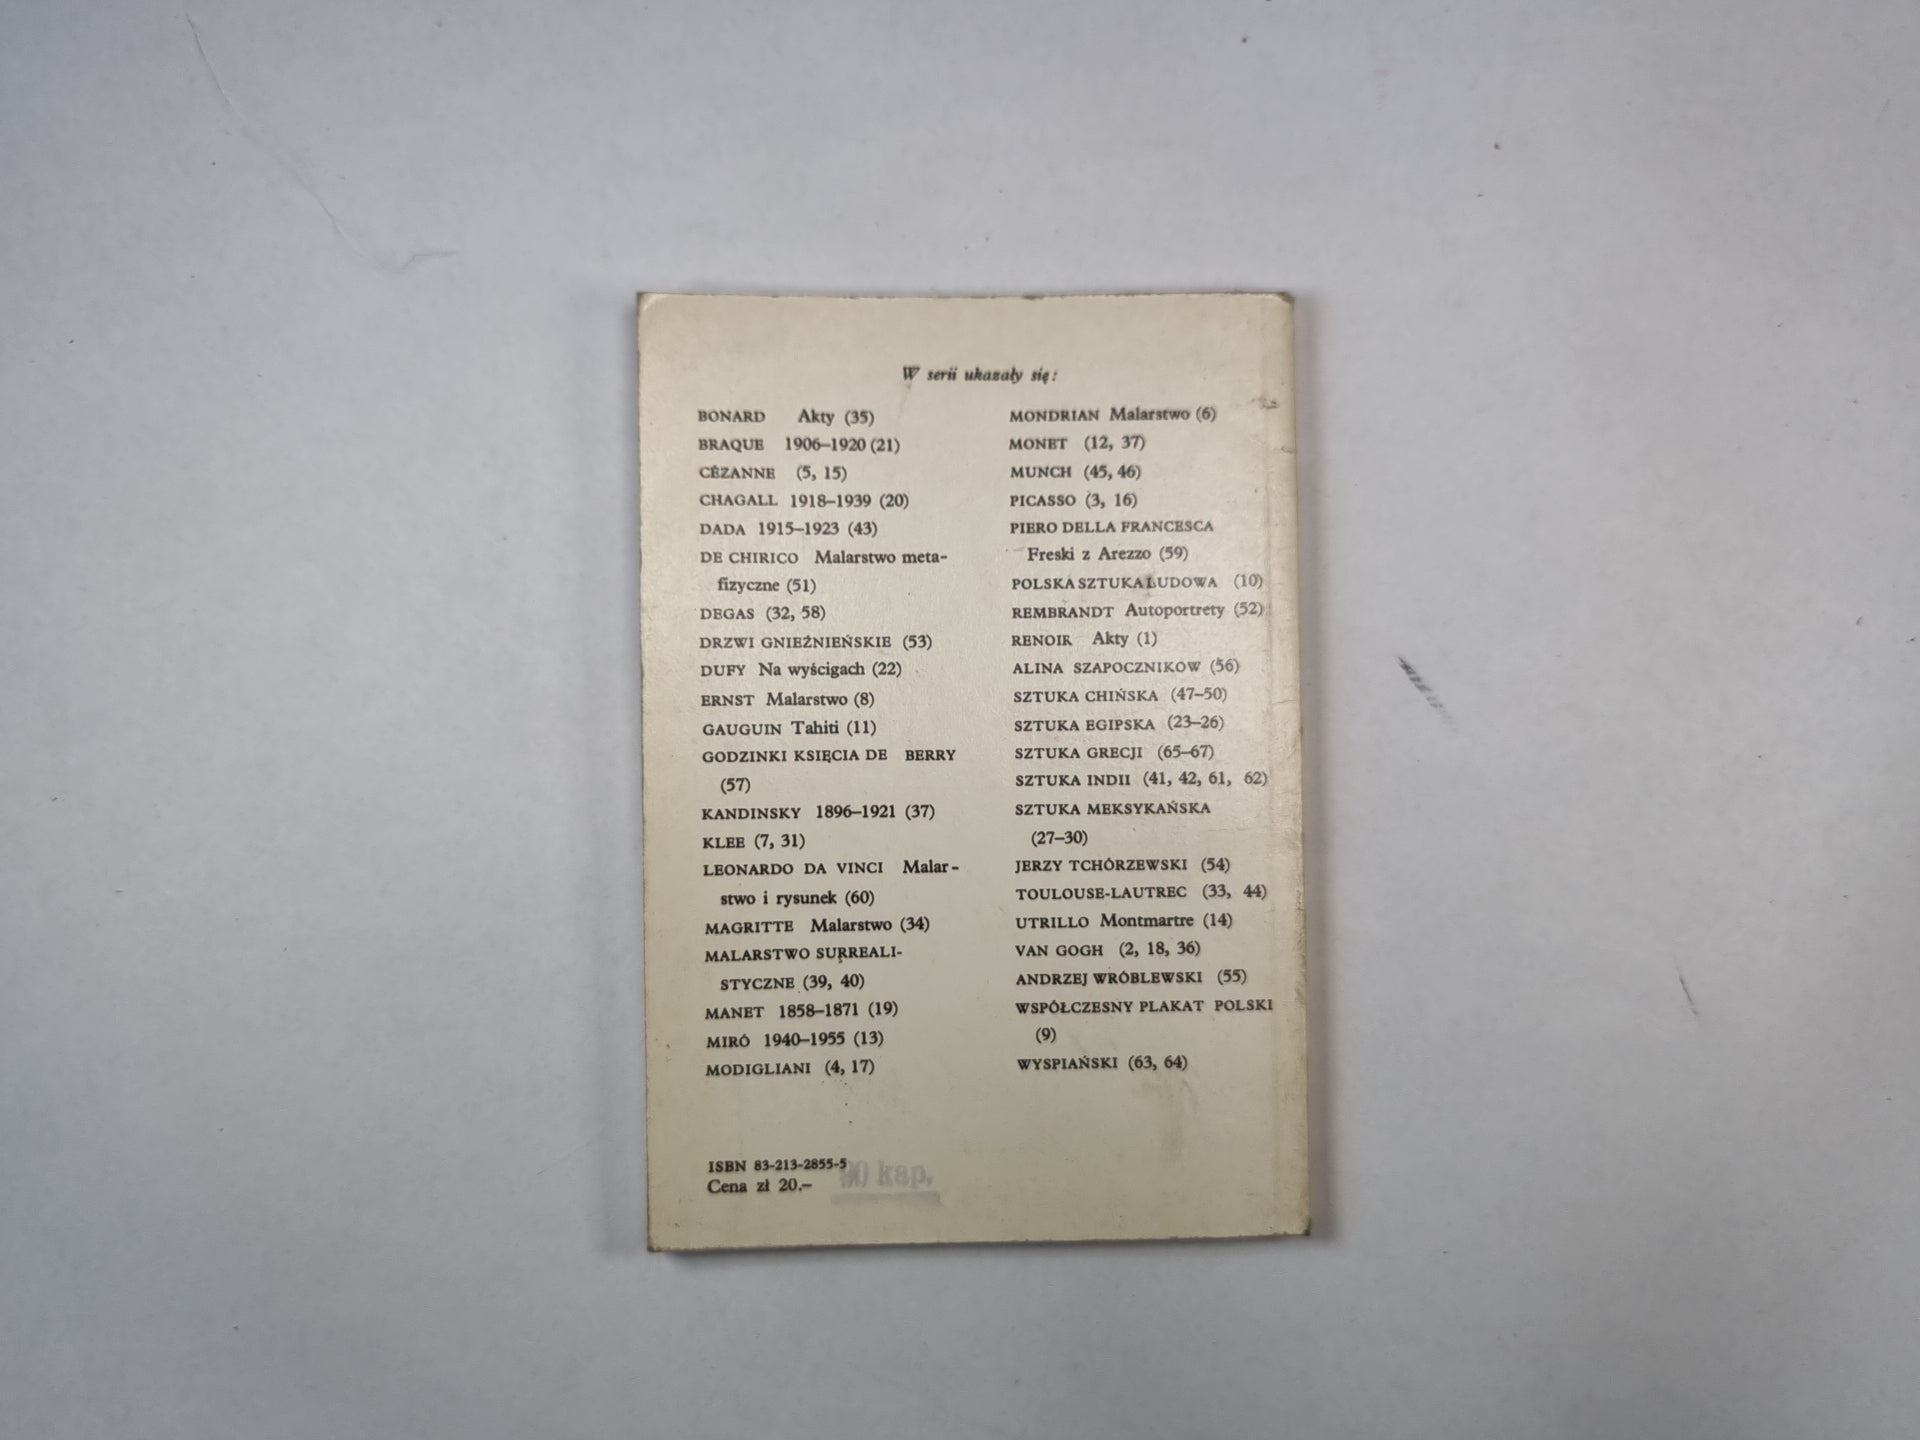 W serii ukazały się:
BONARD Akty (35)
BRAQUE 1906–1920 (21)
CÉZANNE (5, 15)
CHAGALL 1918–1939 (20)
DADA 1915–1923 (43)
DE CHIRICO Malarstwo meta-
fizyczne (51)
DEGAS (32, 58)
DRZWI GNIEŹNIEŃSKIE (53)
DUFY Na wyścigach (22)
ERNST Malarstwo (8)
GAUGUIN Tahiti (11)
GODZINKI KSIĘCIA DE BERRY
(57)
KANDINSKY 1896–1921 (37)
KLEE (7, 31)
LEONARDO DA VINCI Malar-
stwo i rysunek (60)
MAGRITTE Malarstwo (34)
MALARSTWO SURREALI-
STYCZNE (39, 40)
MANET 1858–1871 (19)
MIRÓ 1940–1955 (13)
MODIGLIANI (4, 17)
MONDRIAN Malarstwo (6)
MONET (12, 37)
MUNCH (45, 46)
PICASSO (3, 16)
PIERO DELLA FRANCESCA
Freski z Arezzo (59)
POLSKA SZTUKA LUDOWA (10)
REMBRANDT Autoportrety (52)
RENOIR Akty (1)
ALINA SZAPOCZNIKÓW (56)
SZTUKA CHIŃSKA (47–50)
SZTUKA EGIPSKA (23–26)
SZTUKA GRECJI (65–67)
SZTUKA INDII (41, 42, 61, 62)
SZTUKA MEKSYKAŃSKA
(27–30)
JERZY TCHÓRZEWSKI (54)
TOULOUSE-LAUTREC (33, 44)
UTRILLO Montmartre (14)
VAN GOGH (2, 18, 36)
ANDRZEJ WRÓBLEWSKI (55)
WSPÓŁCZESNY PLAKAT POLSKI
(9)
WYSPIAŃSKI (63, 64)
ISBN 83-213-2855-5
Cena zł 20.–
kap.